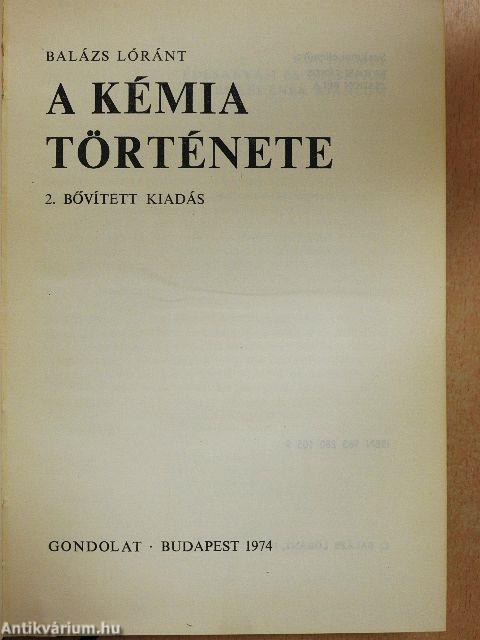 BALÁZS LÓRÁNT
A KÉMIA
TÖRTÉNETE
2. BŐVÍTETT KIADÁS
GONDOLAT · BUDAPEST 1974
Antikvárium.hu